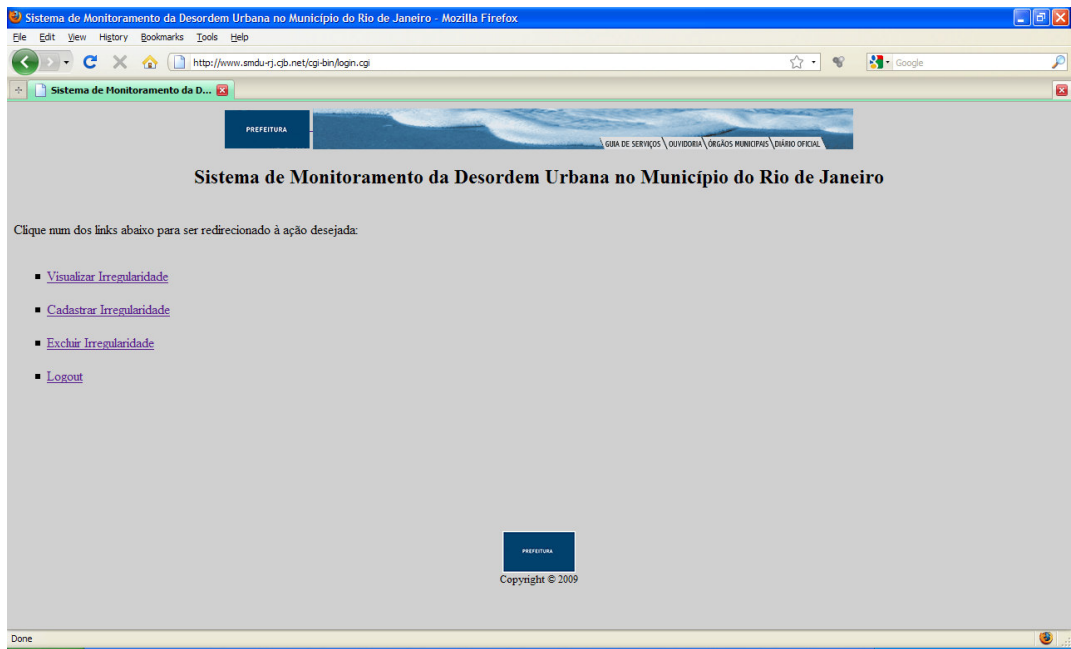 Sistema de Monitoramento da Desordem Urbana no Município do Rio de Janeiro - Mozilla Firefox
File Edit View History Bookmarks Tools Help
http://www.smdu-rj.cjb.net/cgi-bin/login.cgi
Google
Sistema de Monitoramento da D...
PREFEITURA
GUIA DE SERVIÇOS \ OUVIDORIA \ ÓRGÃOS MUNICIPAIS \ DIÁRIO OFICIAL
Sistema de Monitoramento da Desordem Urbana no Município do Rio de Janeiro
Clique num dos links abaixo para ser redirecionado à ação desejada:
Visualizar Irregularidade
Cadastrar Irregularidade
Excluir Irregularidade
Logout
PREFEITURA
Copyright © 2009
Done